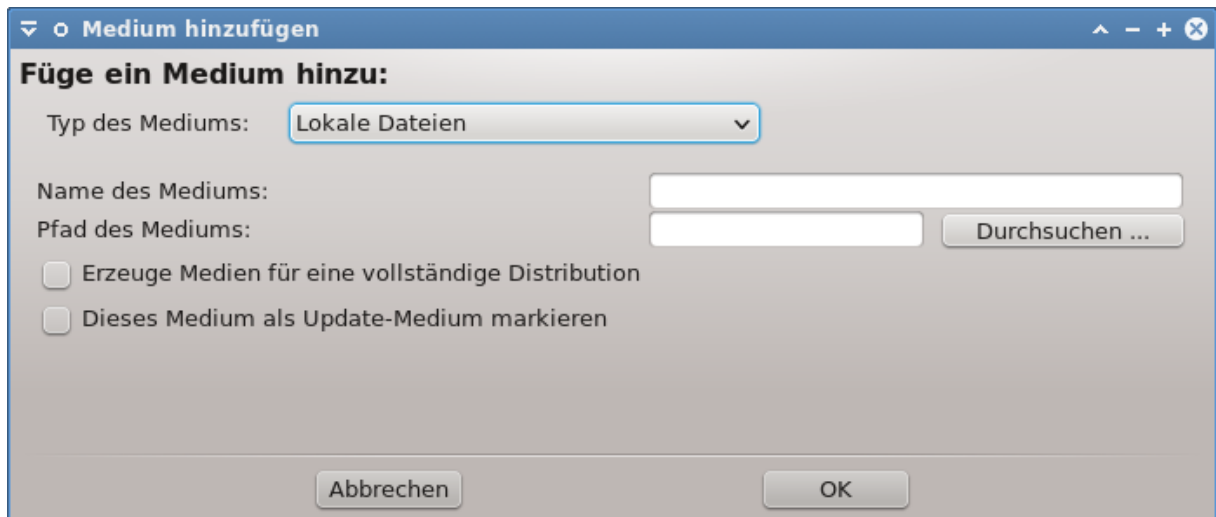 Medium hinzufügen
Füge ein Medium hinzu:
Typ des Mediums: Lokale Dateien
Name des Mediums:
Pfad des Mediums: Durchsuchen ...
Erzeuge Medien für eine vollständige Distribution
Dieses Medium als Update-Medium markieren
Abbrechen OK